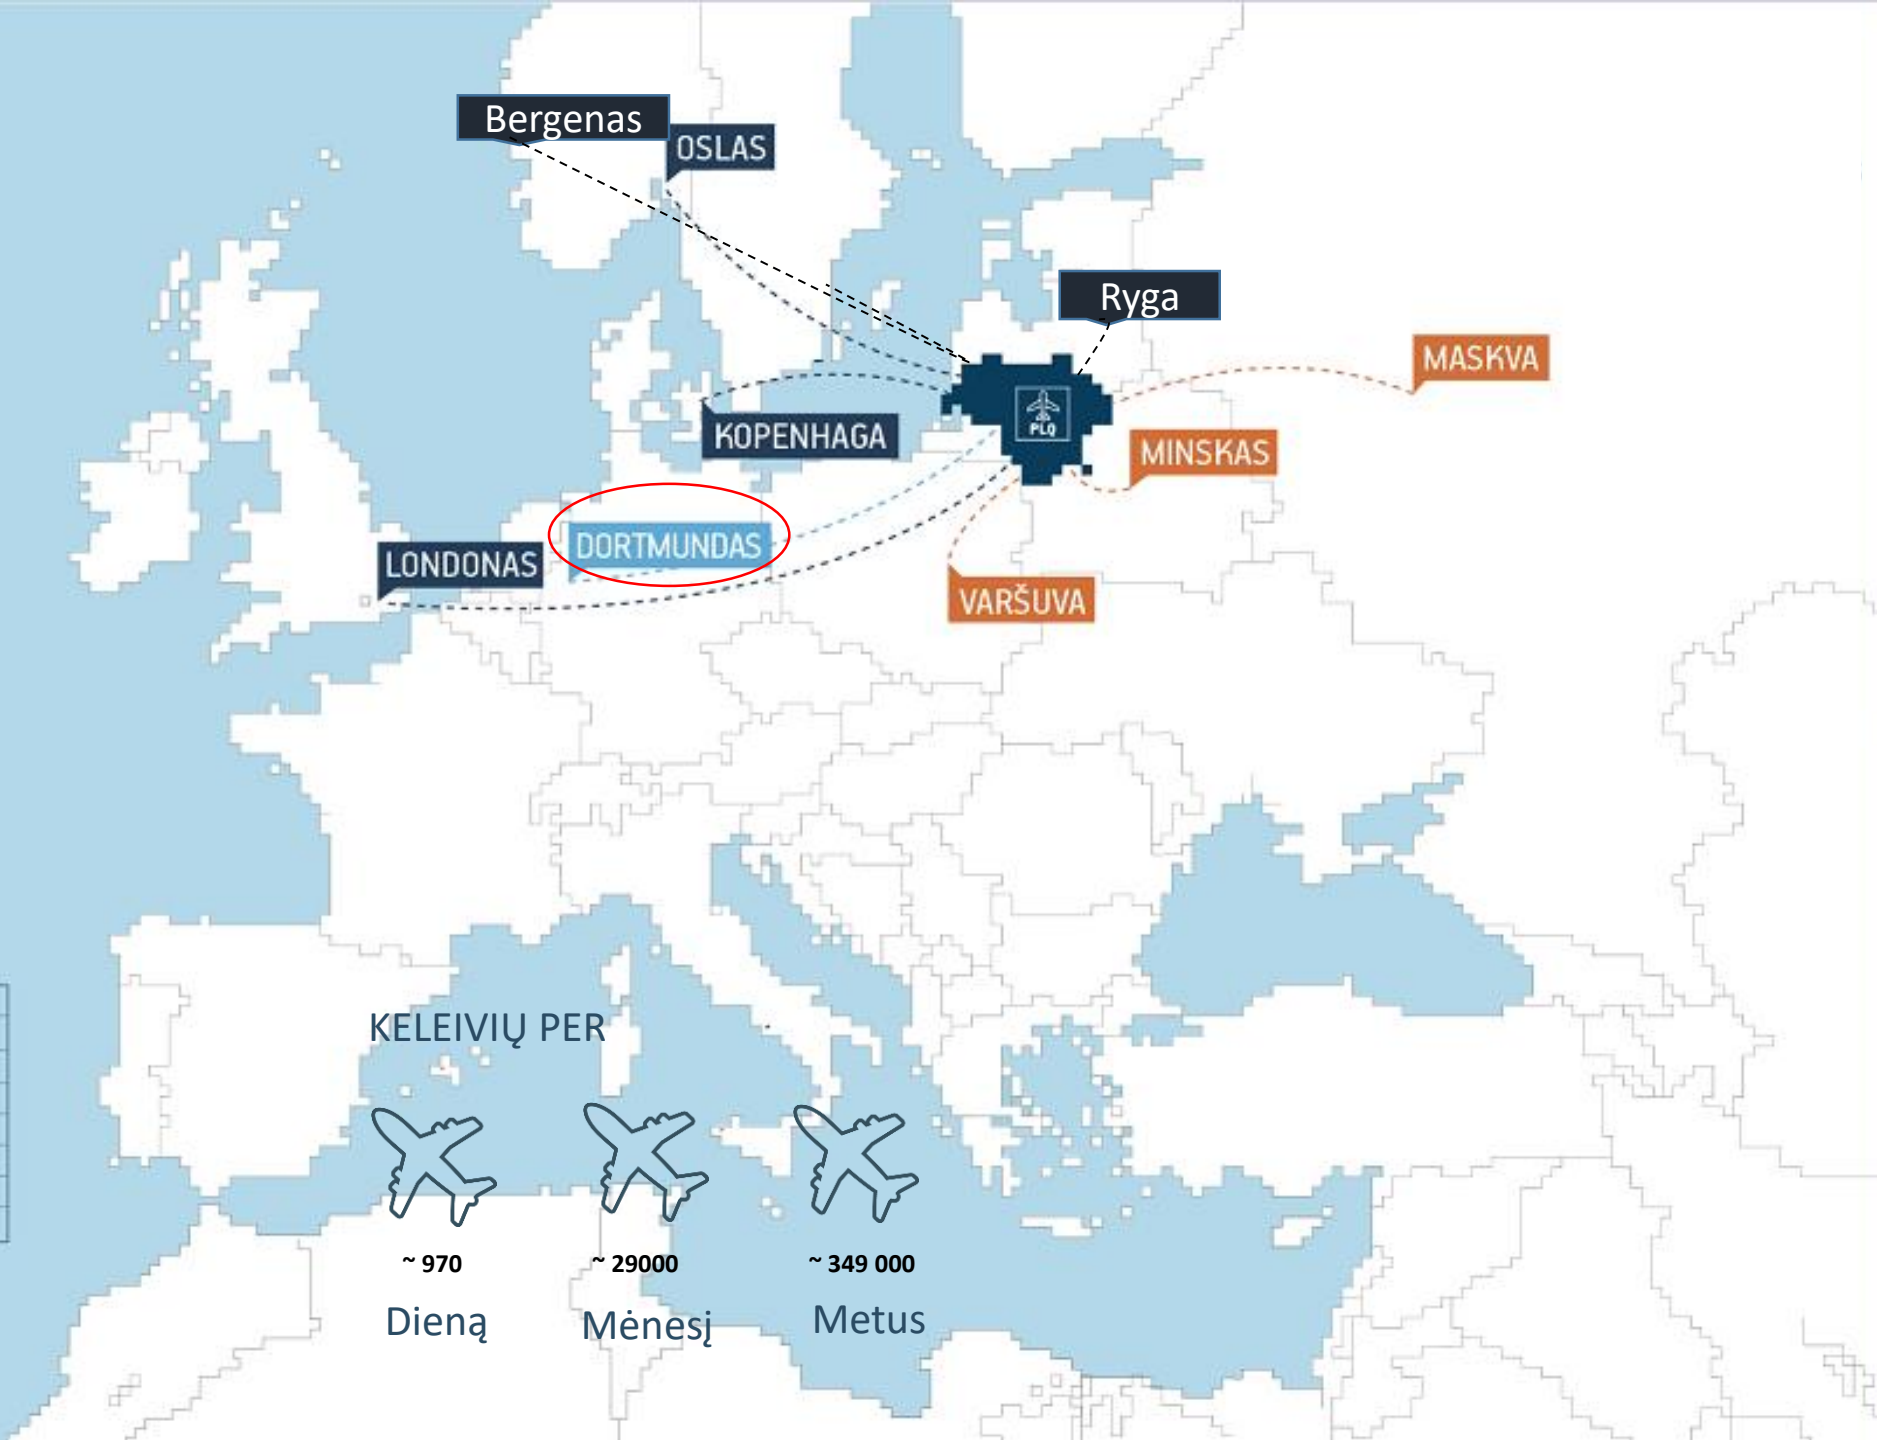 Bergenas
OSLAS
Ryga
MASKVA
PLQ
KOPENHAGA
MINSKAS
DORTMUNDAS
LONDONAS
VARŠUVA
KELEIVIŲ PER
~ 970
~ 29000
~ 349 000
Dieną
Mėnesį
Metus